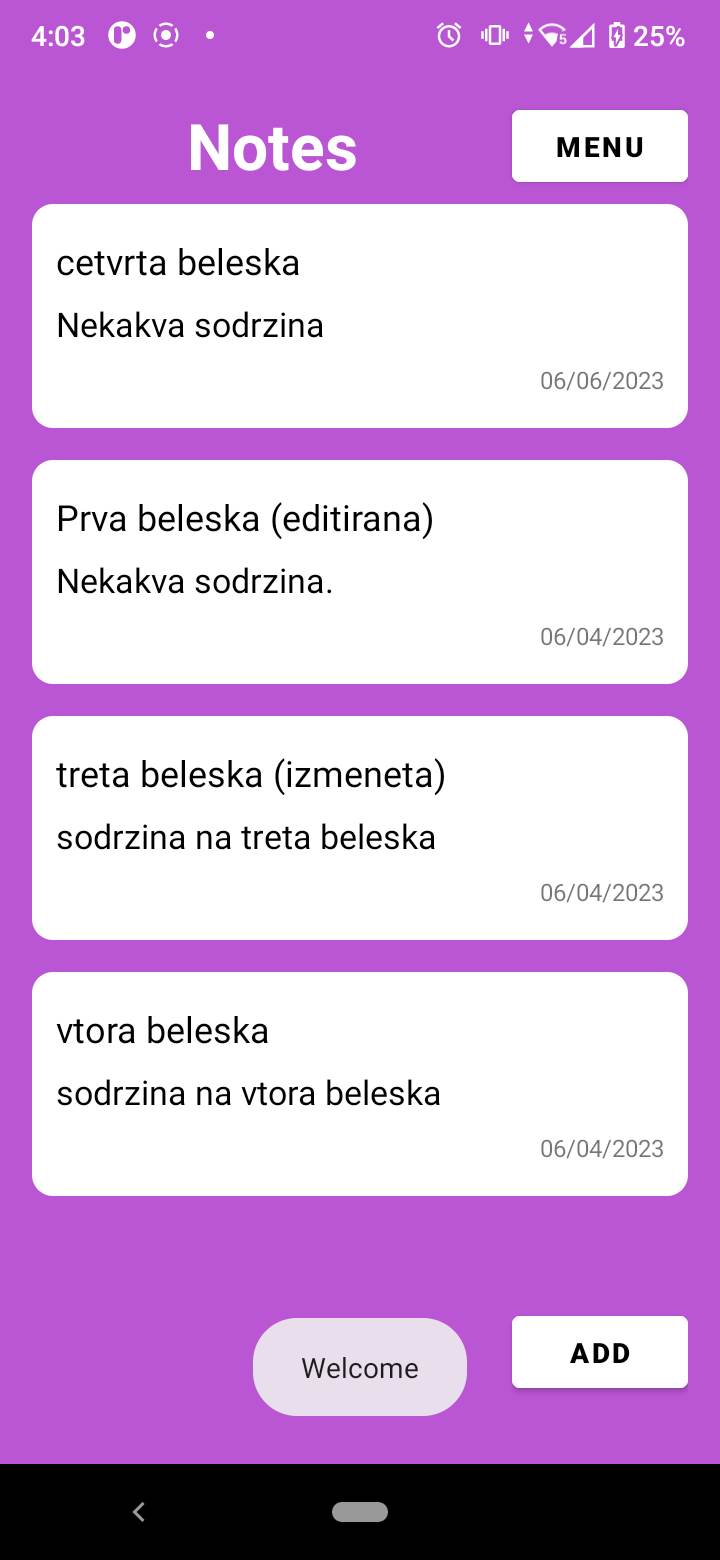 4:03
5
25%
Notes
MENU
cetvrta beleska
Nekakva sodrzina
06/06/2023
Prva beleska (editirana)
Nekakva sodrzina.
06/04/2023
treta beleska (izmeneta)
sodrzina na treta beleska
06/04/2023
vtora beleska
sodrzina na vtora beleska
06/04/2023
Welcome
ADD